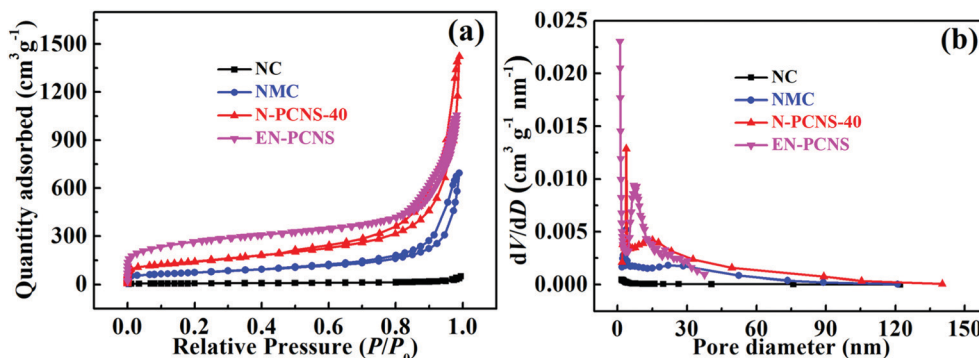 (a)
Quantity adsorbed (cm³ g⁻¹)
1500
1200
900
600
300
0
NC
NMC
N-PCNS-40
EN-PCNS
0.0 0.2 0.4 0.6 0.8 1.0
Relative Pressure (P/Pₒ)
(b)
dV/dD (cm³ g⁻¹ nm⁻¹)
0.025
0.020
0.015
0.010
0.005
0.000
NC
NMC
N-PCNS-40
EN-PCNS
0 30 60 90 120 150
Pore diameter (nm)